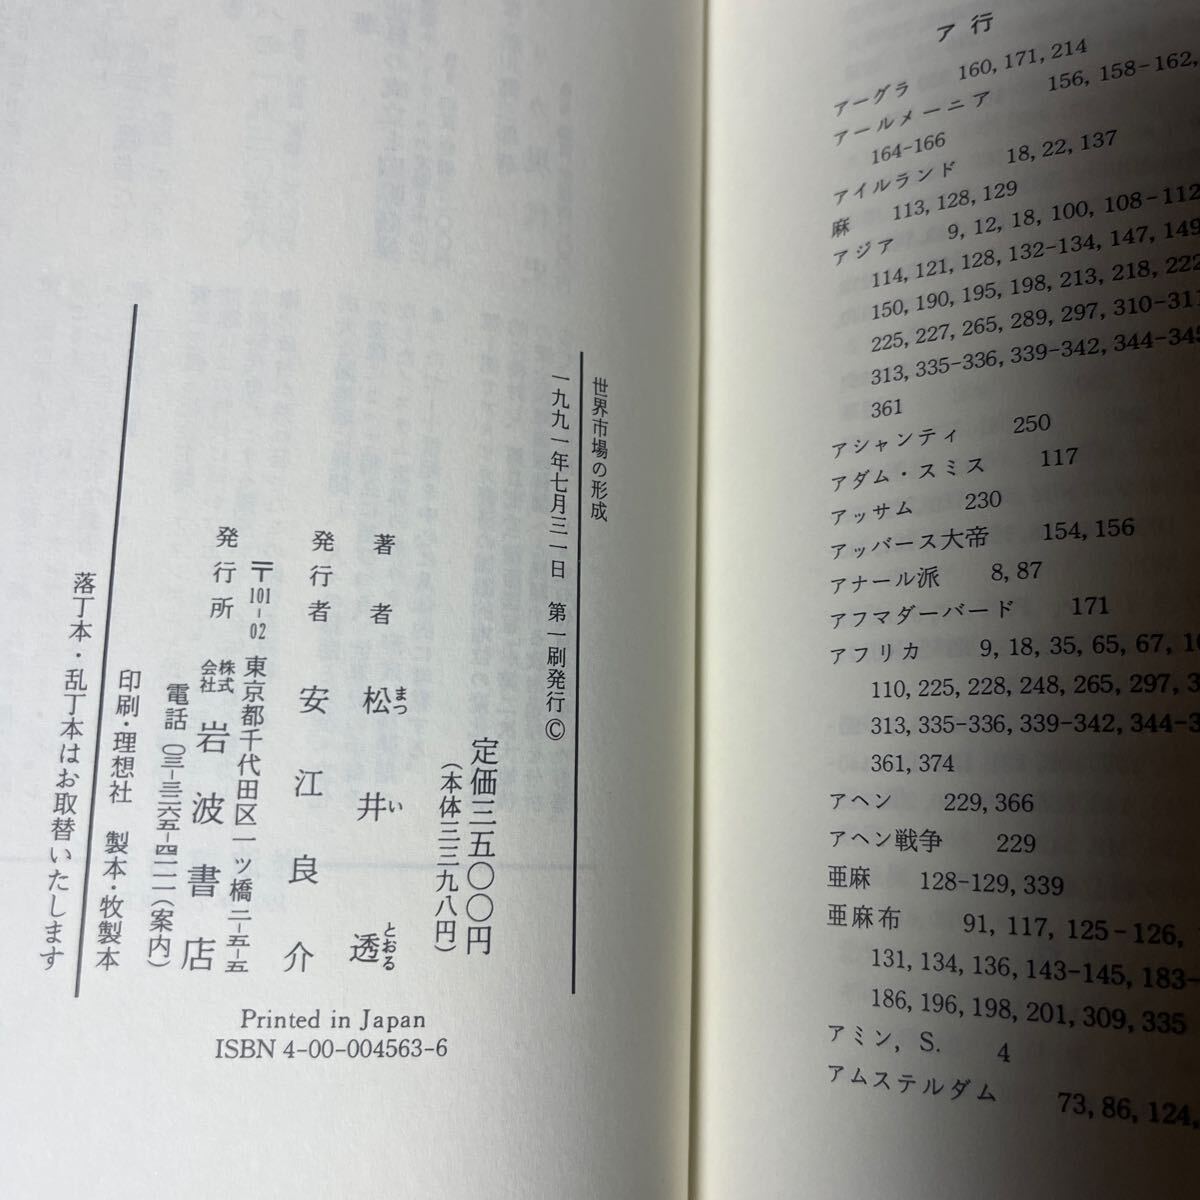 世界市場の形成
一九九一年七月三一日　第一刷発行©
定価三五〇〇円
(本体三三九八円)
著者　松井透
まつい　とおる
発行者　安江良介
〒101-02　東京都千代田区一ツ橋二-五-五
発行所　株式会社　岩波書店
電話　〇三-三二六五-四一一一(案内)
印刷・理想社　製本・牧製本
落丁本・乱丁本はお取替いたします
Printed in Japan
ISBN 4-00-004563-6
ア行
アーグラ　160, 171, 214
アールメーニア　156, 158-162,
164-166
アイルランド　18, 22, 137
麻　113, 128, 129
アジア　9, 12, 18, 100, 108-112
114, 121, 128, 132-134, 147, 149
150, 190, 195, 198, 213, 218, 222
225, 227, 265, 289, 297, 310-311
313, 335-336, 339-342, 344-345
361
アシャンティ　250
アダム・スミス　117
アッサム　230
アッバース大帝　154, 156
アナール派　8, 87
アフマダーバード　171
アフリカ　9, 18, 35, 65, 67,
110, 225, 228, 248, 265, 297,
313, 335-336, 339-342, 344-
361, 374
アヘン　229, 366
アヘン戦争　229
亜麻　128-129, 339
亜麻布　91, 117, 125-126,
131, 134, 136, 143-145, 183-
186, 196, 198, 201, 309, 335
アミン, S.　4
アムステルダム　73, 86, 124,